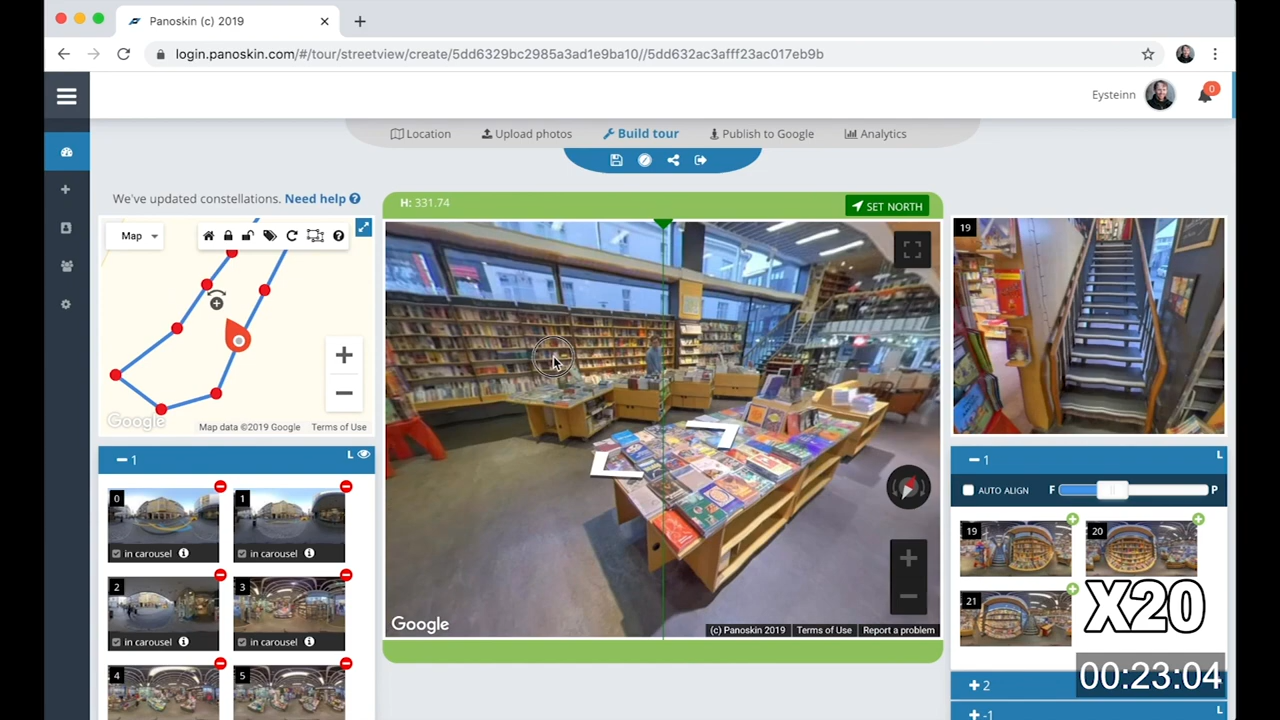 Panoskin (c) 2019
login.panoskin.com/#/tour/streetview/create/5dd6329bc2985a3ad1e9ba10//5dd632ac3afff23ac017eb9b
Eysteinn
0
Location
Upload photos
Build tour
Publish to Google
Analytics
We've updated constellations. Need help ?
Map
Google
Map data ©2019 Google
Terms of Use
H: 331.74
SET NORTH
Google
(c) Panoskin 2019
Terms of Use
Report a problem
19
1
L
0
in carousel
1
in carousel
2
in carousel
3
in carousel
4
5
1
L
AUTO ALIGN
F
P
19
20
21
X20
2
00:23:04
-1
L